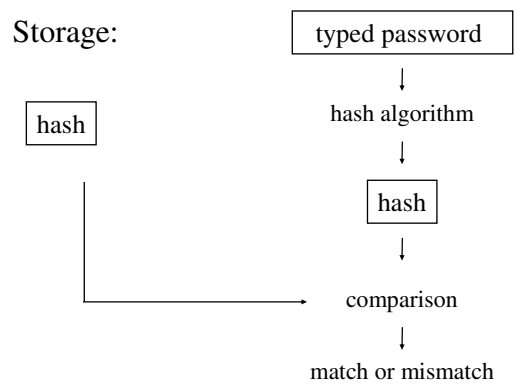 Storage:
typed password
hash algorithm
hash
hash
comparison
match or mismatch